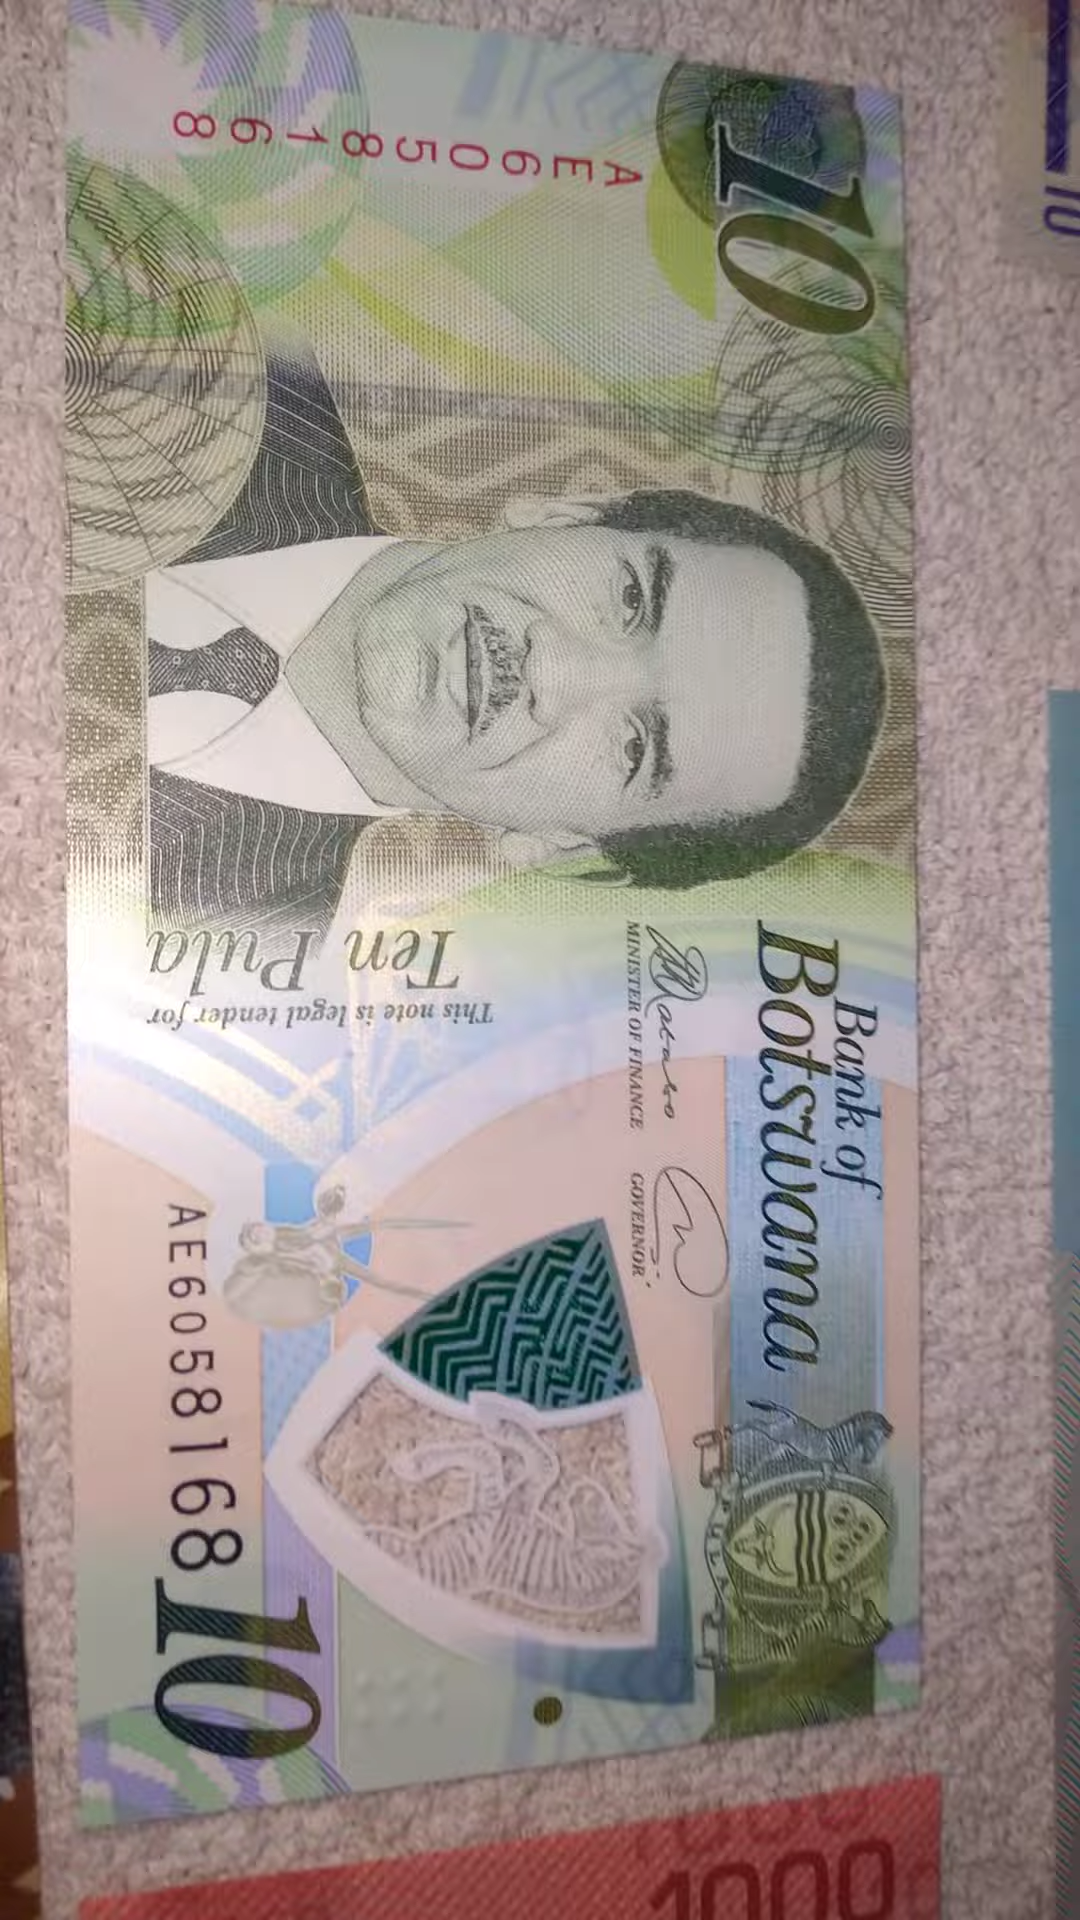 10
AE6058168
Bank of
Botswana
MINISTER OF FINANCE
GOVERNOR
This note is legal tender for
Ten Pula
PULA
AE6058168
10
10
1000